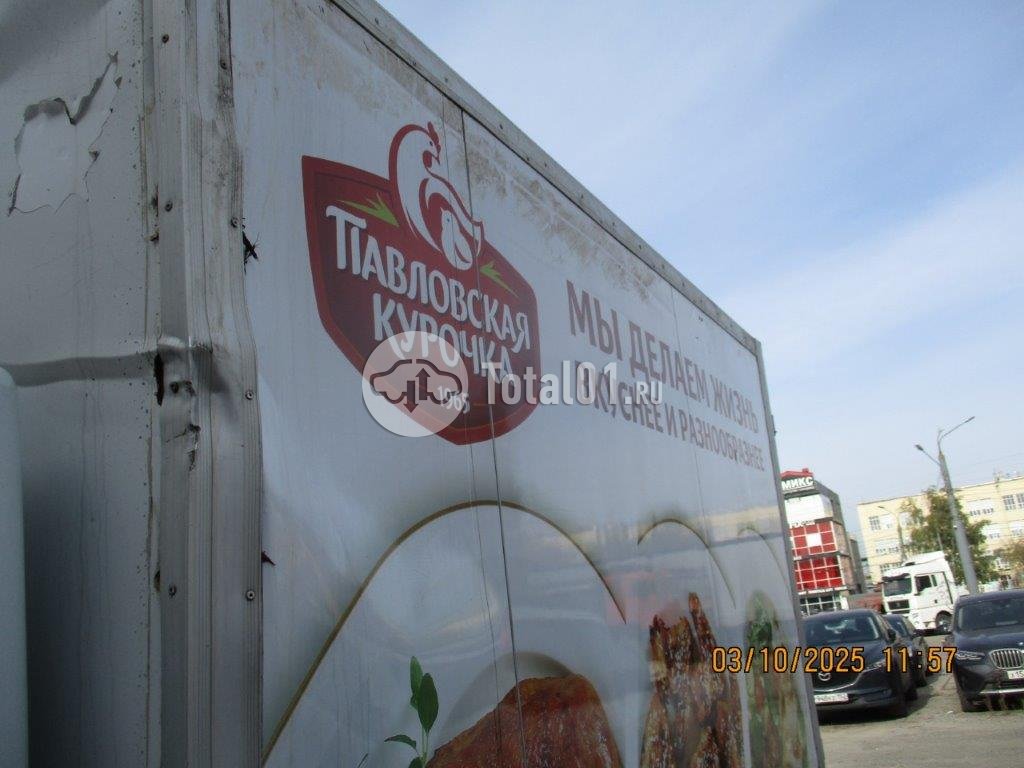 ПАВЛОВСКАЯ
КУРОЧКА
1965
МЫ ДЕЛАЕМ ЖИЗНЬ
ВКУСНЕЕ И РАЗНООБРАЗНЕЕ
Total01.ru
МИКС
03/10/2025 11:57